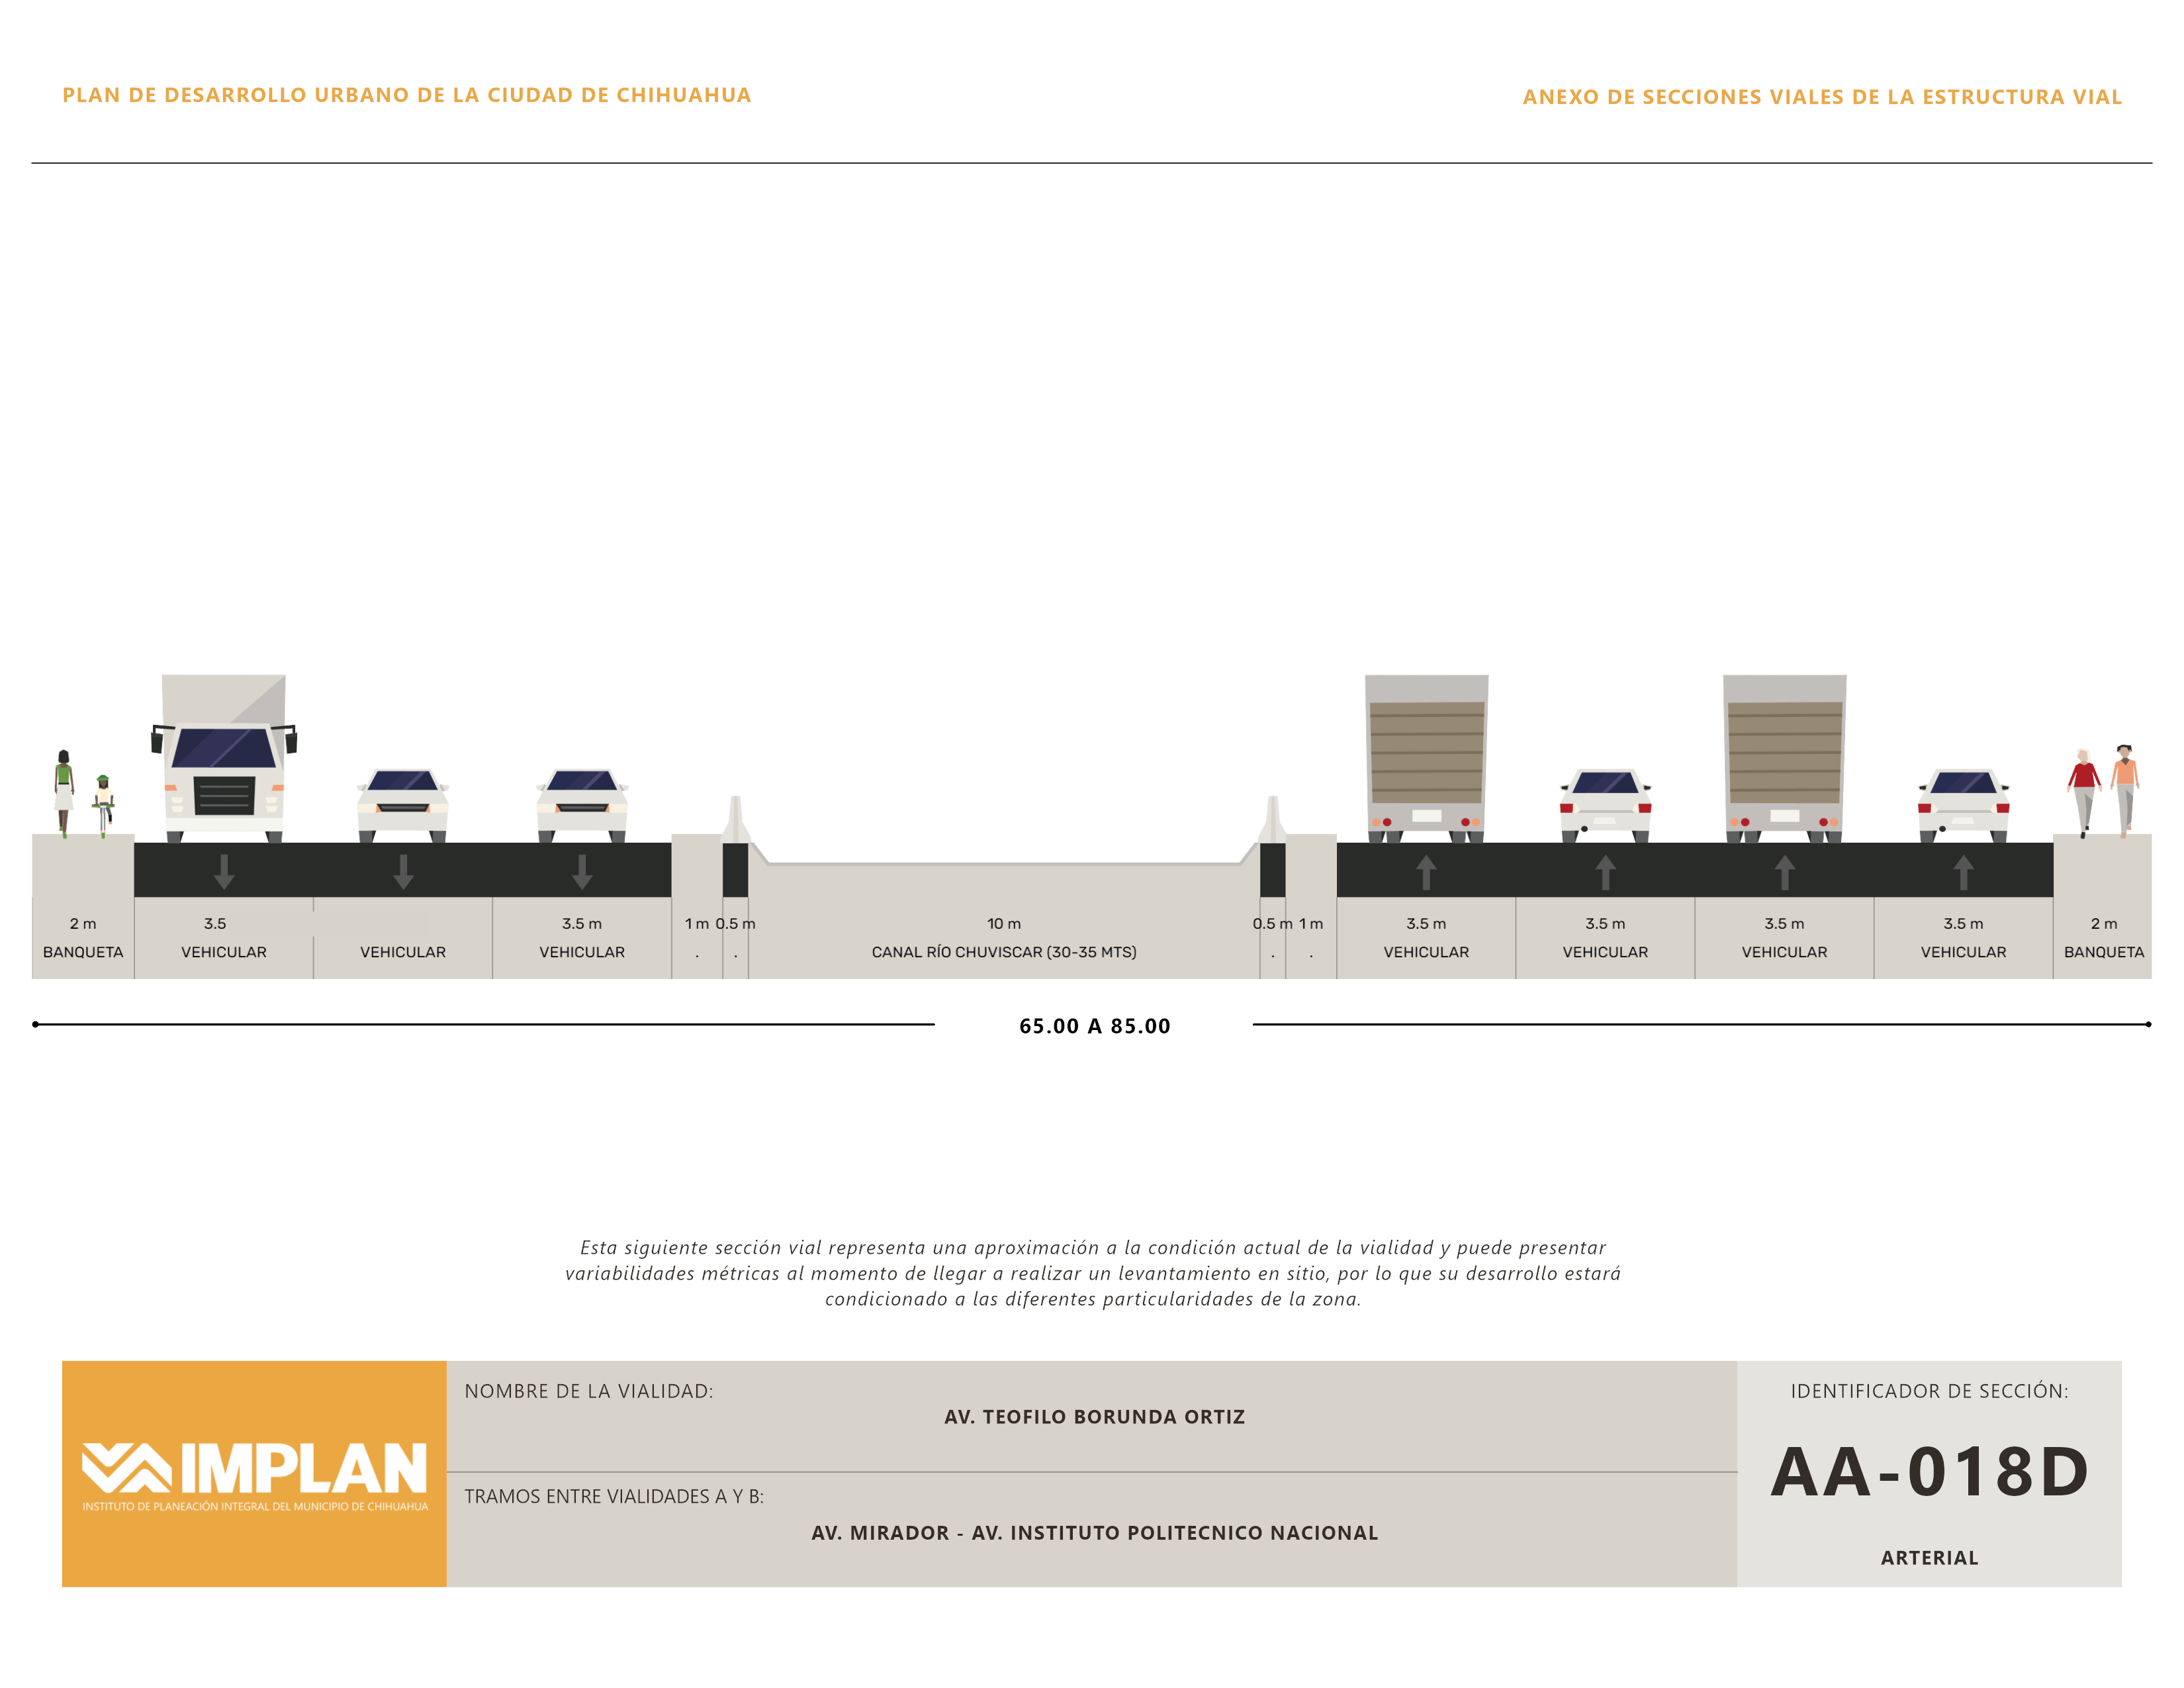 PLAN DE DESARROLLO URBANO DE LA CIUDAD DE CHIHUAHUA
ANEXO DE SECCIONES VIALES DE LA ESTRUCTURA VIAL
2 m 3.5 3.5 m 1 m 0.5 m 10 m 0.5 m 1 m 3.5 m 3.5 m 3.5 m 3.5 m 2 m
BANQUETA VEHICULAR VEHICULAR VEHICULAR . . CANAL RÍO CHUVISCAR (30-35 MTS) . . VEHICULAR VEHICULAR VEHICULAR VEHICULAR BANQUETA
65.00 A 85.00
Esta siguiente sección vial representa una aproximación a la condición actual de la vialidad y puede presentar
variabilidades métricas al momento de llegar a realizar un levantamiento en sitio, por lo que su desarrollo estará
condicionado a las diferentes particularidades de la zona.
IMPLAN
INSTITUTO DE PLANEACIÓN INTEGRAL DEL MUNICIPIO DE CHIHUAHUA
NOMBRE DE LA VIALIDAD:
AV. TEOFILO BORUNDA ORTIZ
TRAMOS ENTRE VIALIDADES A Y B:
AV. MIRADOR - AV. INSTITUTO POLITECNICO NACIONAL
IDENTIFICADOR DE SECCIÓN:
AA-018D
ARTERIAL